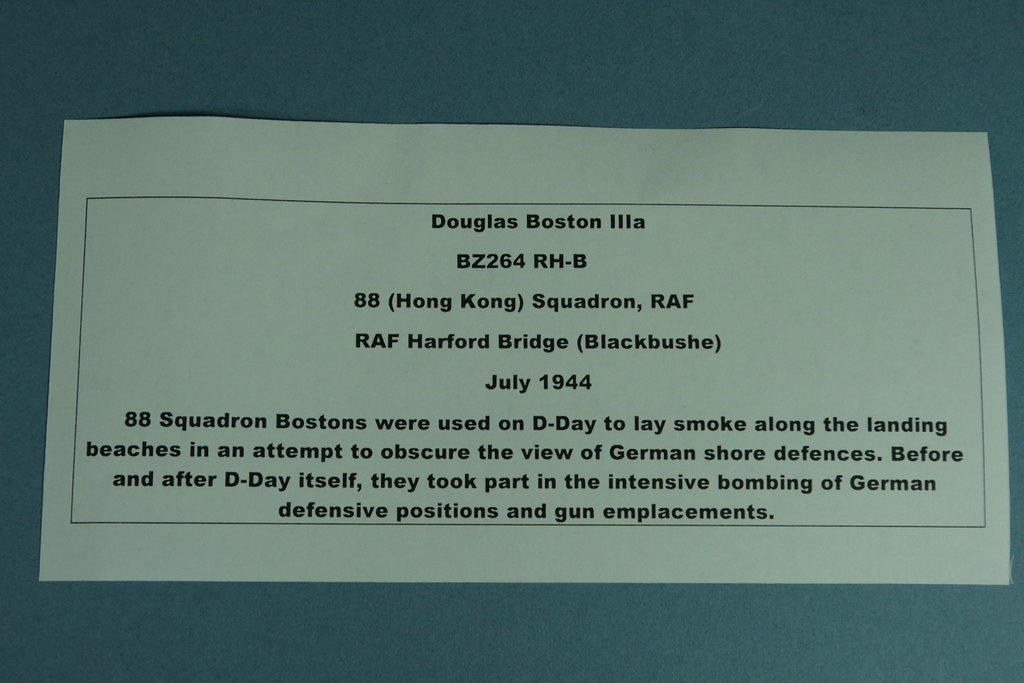 Douglas Boston IIIa
BZ264 RH-B
88 (Hong Kong) Squadron, RAF
RAF Harford Bridge (Blackbushe)
July 1944
88 Squadron Bostons were used on D-Day to lay smoke along the landing
beaches in an attempt to obscure the view of German shore defences. Before
and after D-Day itself, they took part in the intensive bombing of German
defensive positions and gun emplacements.